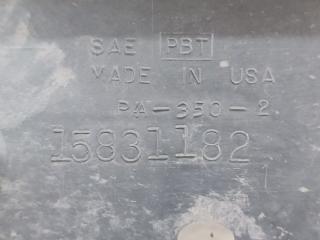 SAE PBT
MADE IN USA
PA-350-2
15831182